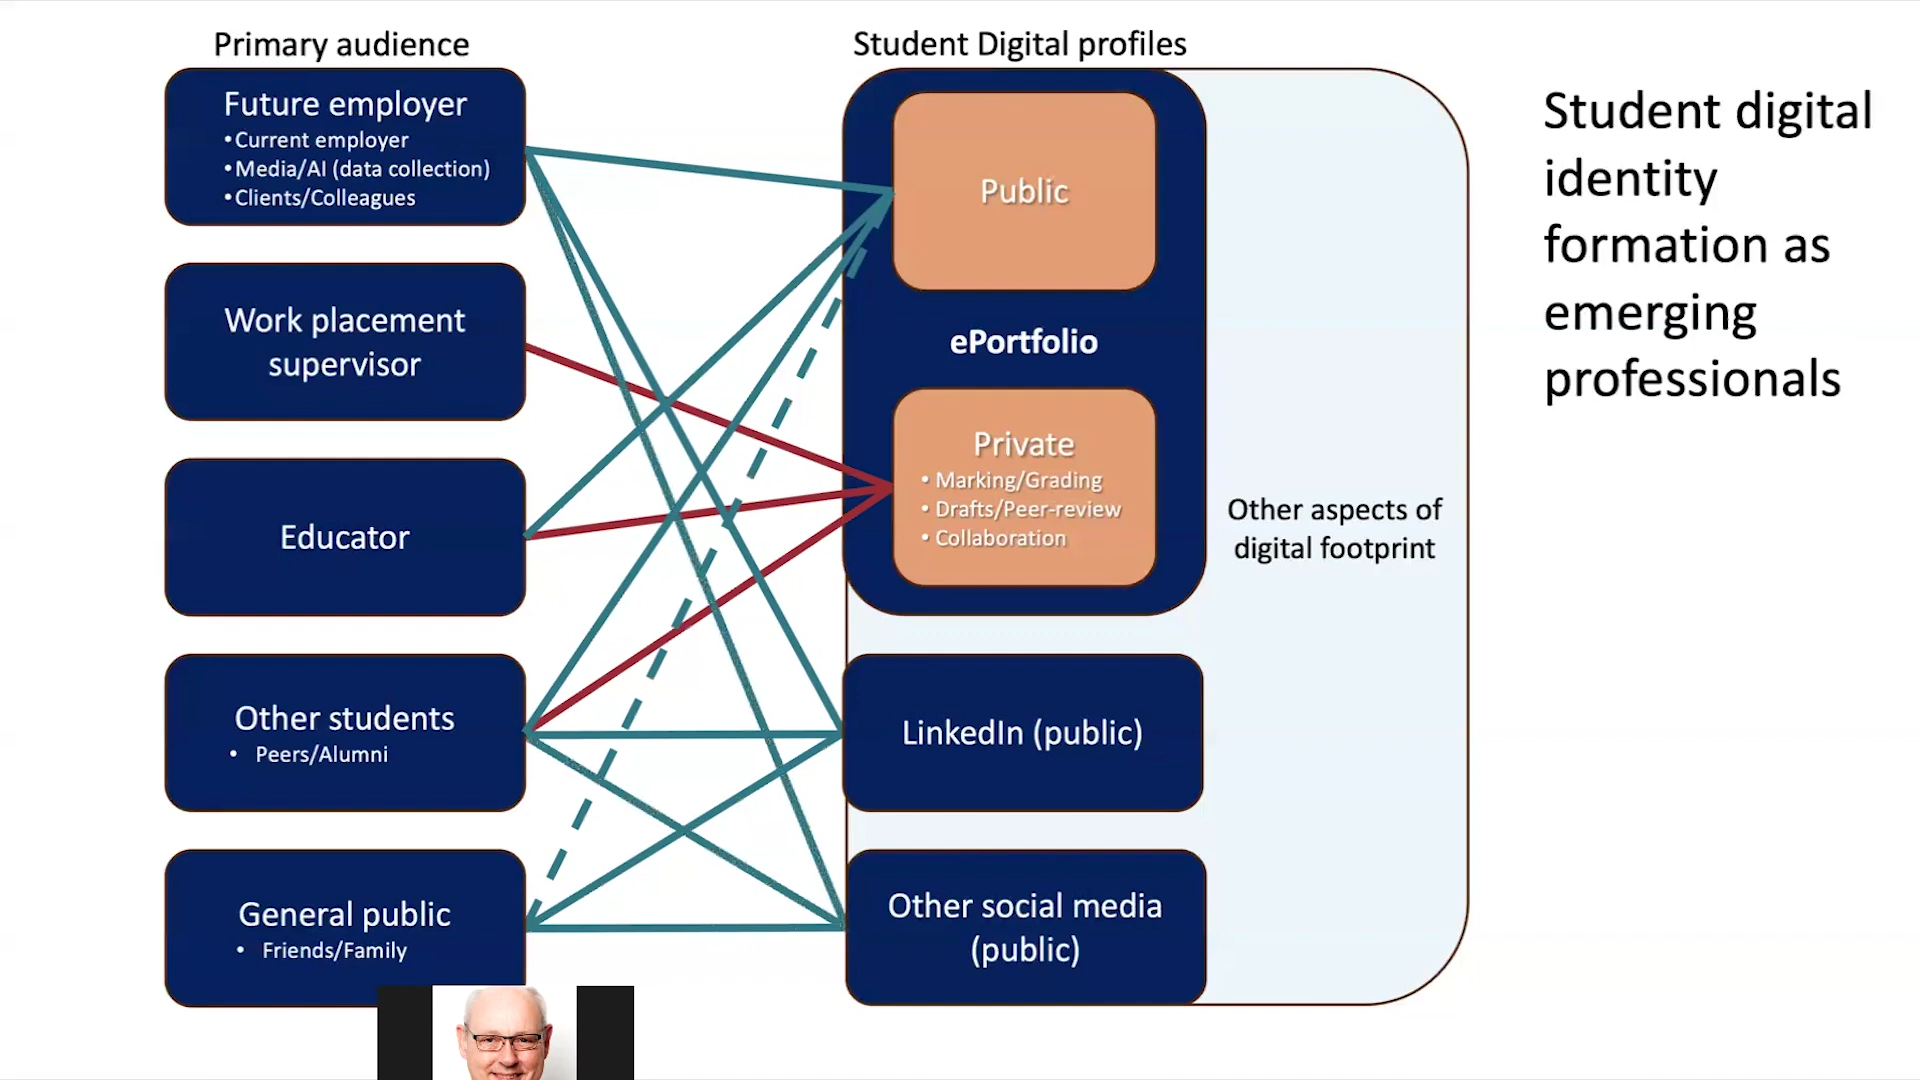 Primary audience
Future employer
•Current employer
•Media/AI (data collection)
•Clients/Colleagues
Work placement
supervisor
Educator
Other students
• Peers/Alumni
General public
• Friends/Family
Student Digital profiles
Public
ePortfolio
Private
• Marking/Grading
• Drafts/Peer-review
• Collaboration
LinkedIn (public)
Other social media
(public)
Other aspects of
digital footprint
Student digital
identity
formation as
emerging
professionals